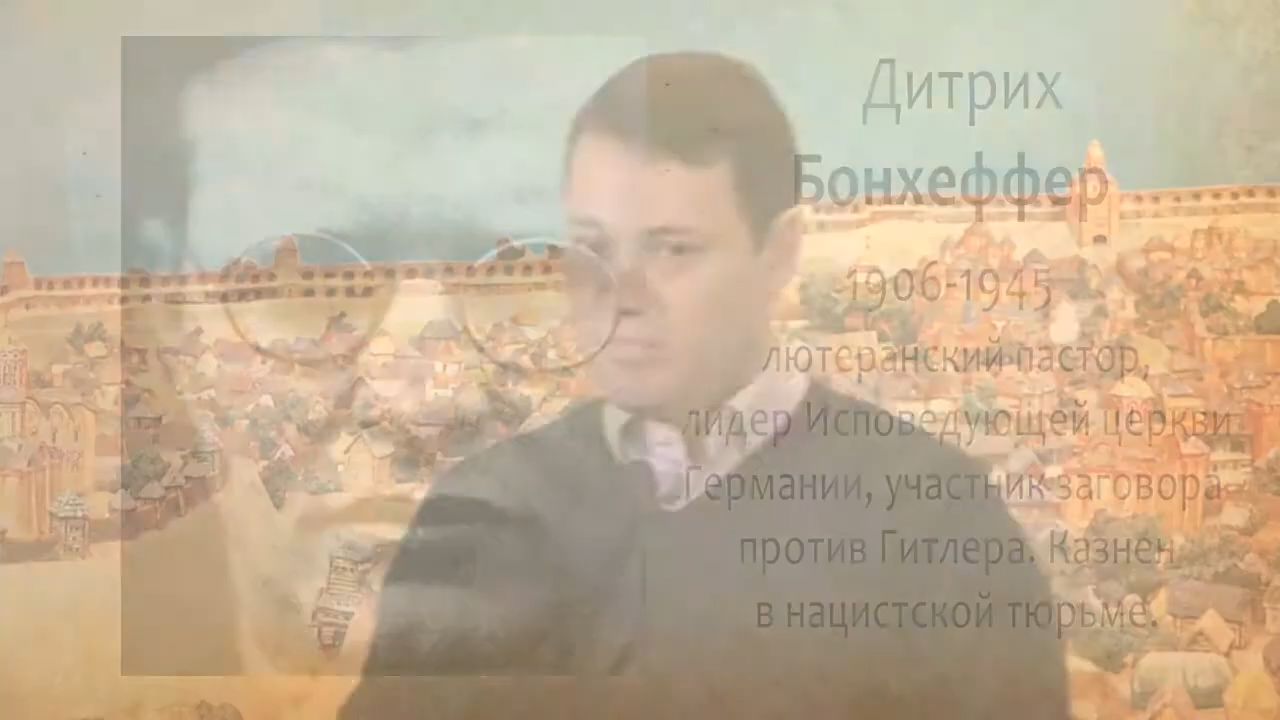 Дитрих
Бонхеффер
1906-1945
лютеранский пастор,
лидер Исповедующей церкви
Германии, участник заговора
против Гитлера. Казнен
в нацистской тюрьме.